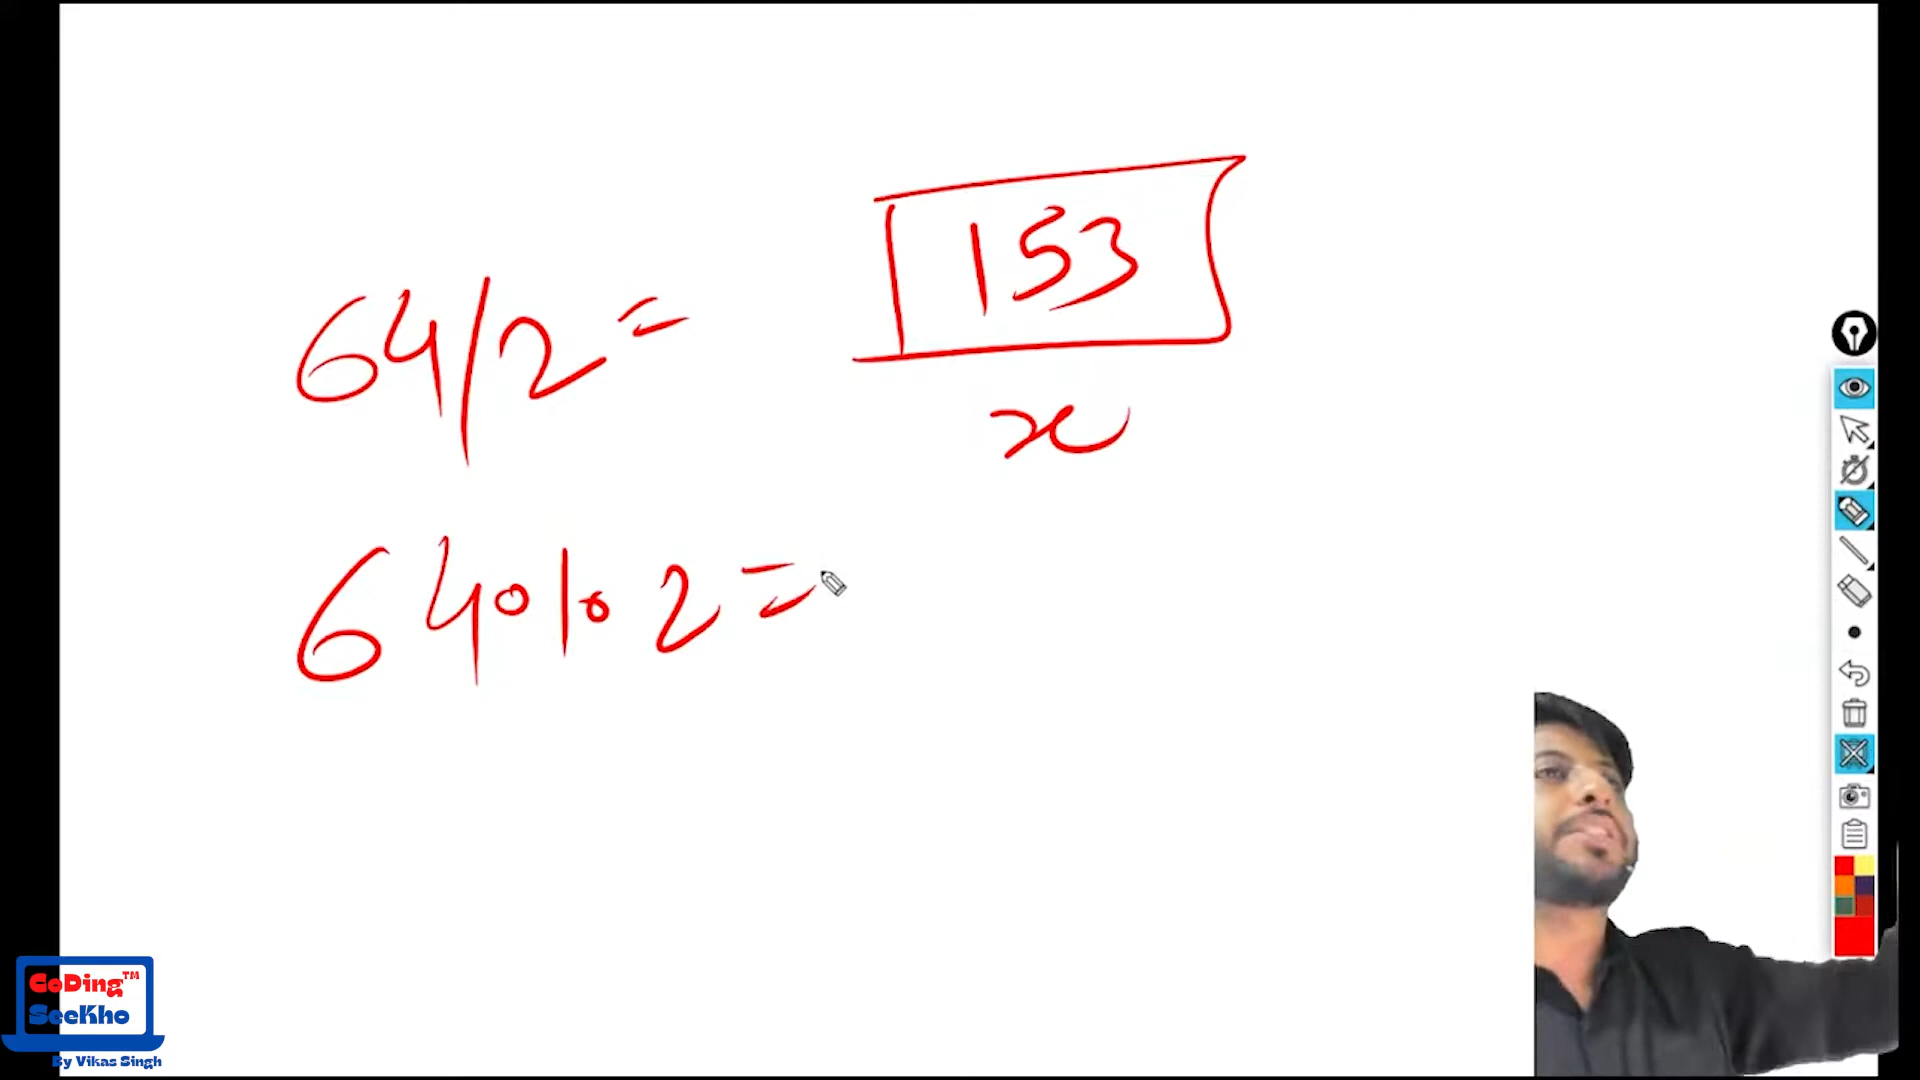 64/2=
153
x
64%2=
CoDing™
SeeKho
By Vikas Singh